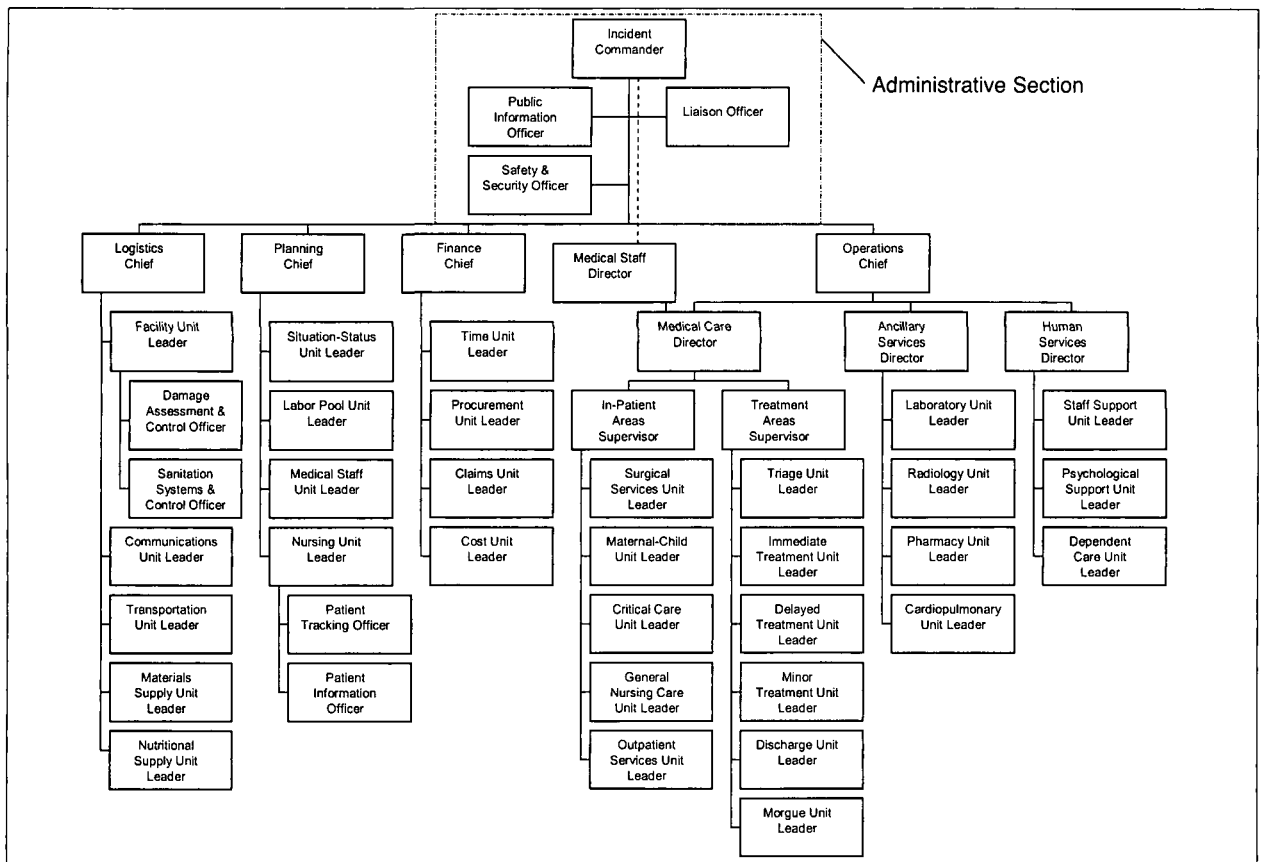 Incident
Commander
Administrative Section
Public
Information
Officer
Liaison Officer
Safety &
Security Officer
Logistics
Chief
Planning
Chief
Finance
Chief
Medical Staff
Director
Operations
Chief
Facility Unit
Leader
Damage
Assessment &
Control Officer
Sanitation
Systems &
Control Officer
Communications
Unit Leader
Transportation
Unit Leader
Materials
Supply Unit
Leader
Nutritional
Supply Unit
Leader
Situation-Status
Unit Leader
Labor Pool Unit
Leader
Medical Staff
Unit Leader
Nursing Unit
Leader
Patient
Tracking Officer
Patient
Information
Officer
Time Unit
Leader
Procurement
Unit Leader
Claims Unit
Leader
Cost Unit
Leader
Medical Care
Director
In-Patient
Areas
Supervisor
Surgical
Services Unit
Leader
Maternal-Child
Unit Leader
Critical Care
Unit Leader
General
Nursing Care
Unit Leader
Outpatient
Services Unit
Leader
Treatment
Areas
Supervisor
Triage Unit
Leader
Immediate
Treatment Unit
Leader
Delayed
Treatment Unit
Leader
Minor
Treatment Unit
Leader
Discharge Unit
Leader
Morgue Unit
Leader
Ancillary
Services
Director
Laboratory Unit
Leader
Radiology Unit
Leader
Pharmacy Unit
Leader
Cardiopulmonary
Unit Leader
Human
Services
Director
Staff Support
Unit Leader
Psychological
Support Unit
Leader
Dependent
Care Unit
Leader